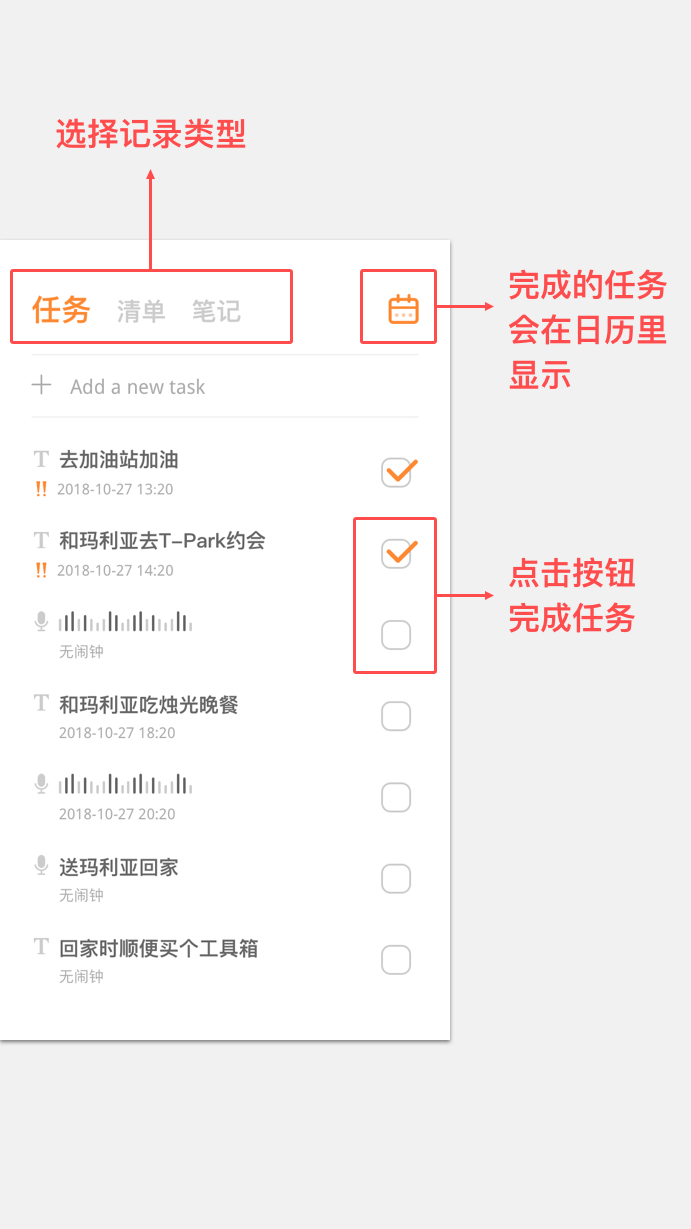 选择记录类型
任务 清单 笔记
完成的任务
会在日历里
显示
Add a new task
T 去加油站加油
!! 2018-10-27 13:20
T 和玛利亚去T-Park约会
!! 2018-10-27 14:20
点击按钮
完成任务
无闹钟
T 和玛利亚吃烛光晚餐
2018-10-27 18:20
2018-10-27 20:20
送玛利亚回家
无闹钟
T 回家时顺便买个工具箱
无闹钟